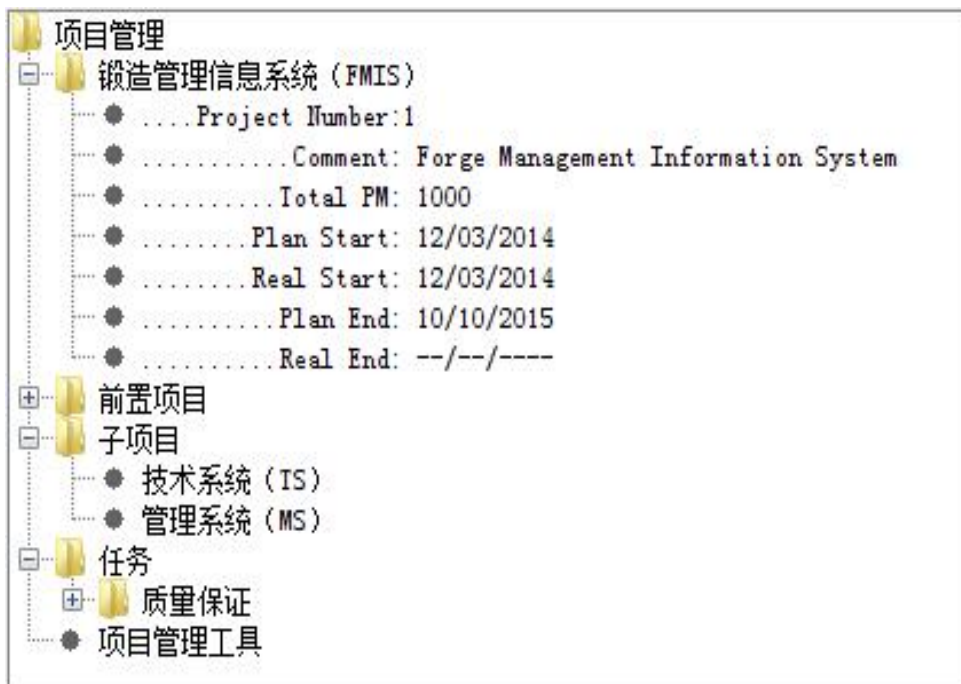 项目管理
锻造管理信息系统（FMIS）
....Project Number:1
...........Comment: Forge Management Information System
..........Total PM: 1000
........Plan Start: 12/03/2014
........Real Start: 12/03/2014
..........Plan End: 10/10/2015
..........Real End: --/--/----
前置项目
子项目
技术系统（TS）
管理系统（MS）
任务
质量保证
项目管理工具